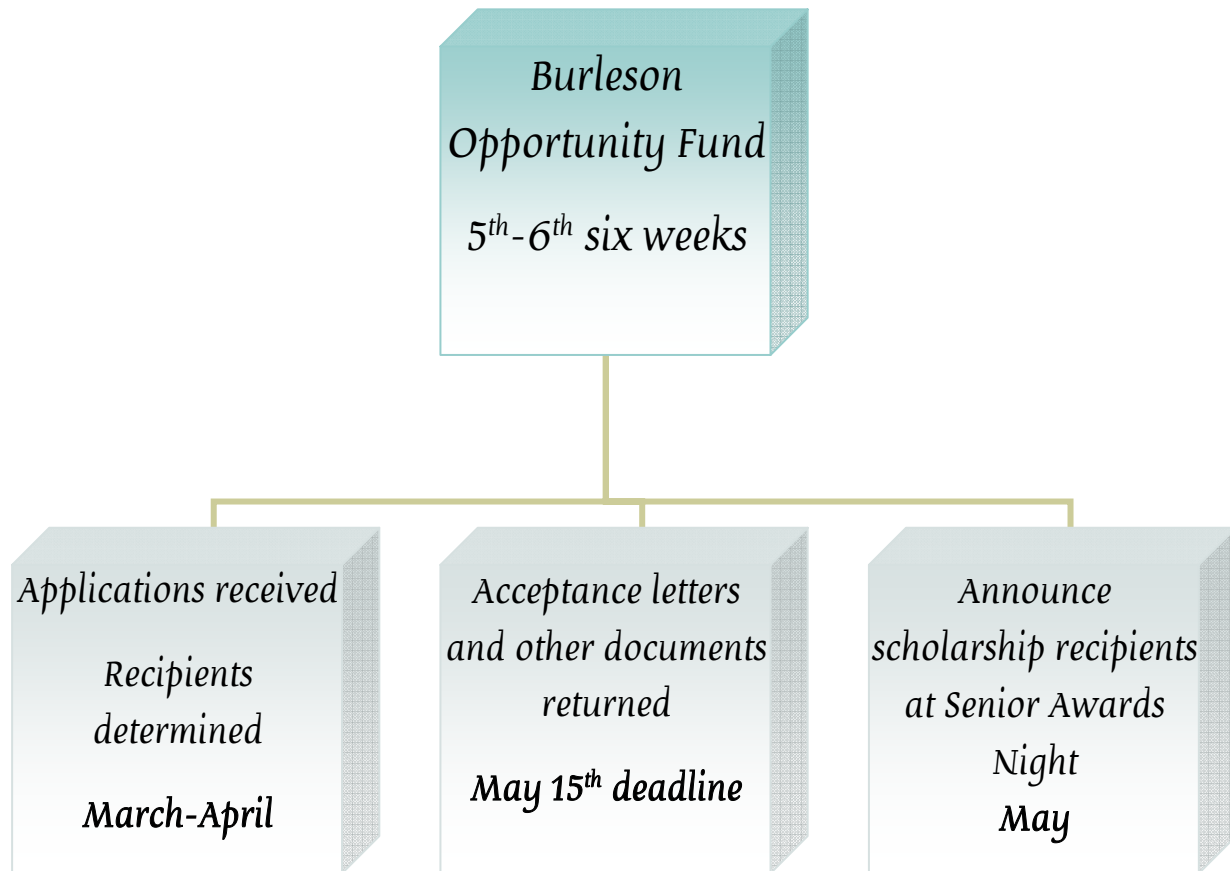 Burleson
Opportunity Fund
5th-6th six weeks
Applications received
Recipients
determined
March-April
Acceptance letters
and other documents
returned
May 15th deadline
Announce
scholarship recipients
at Senior Awards
Night
May